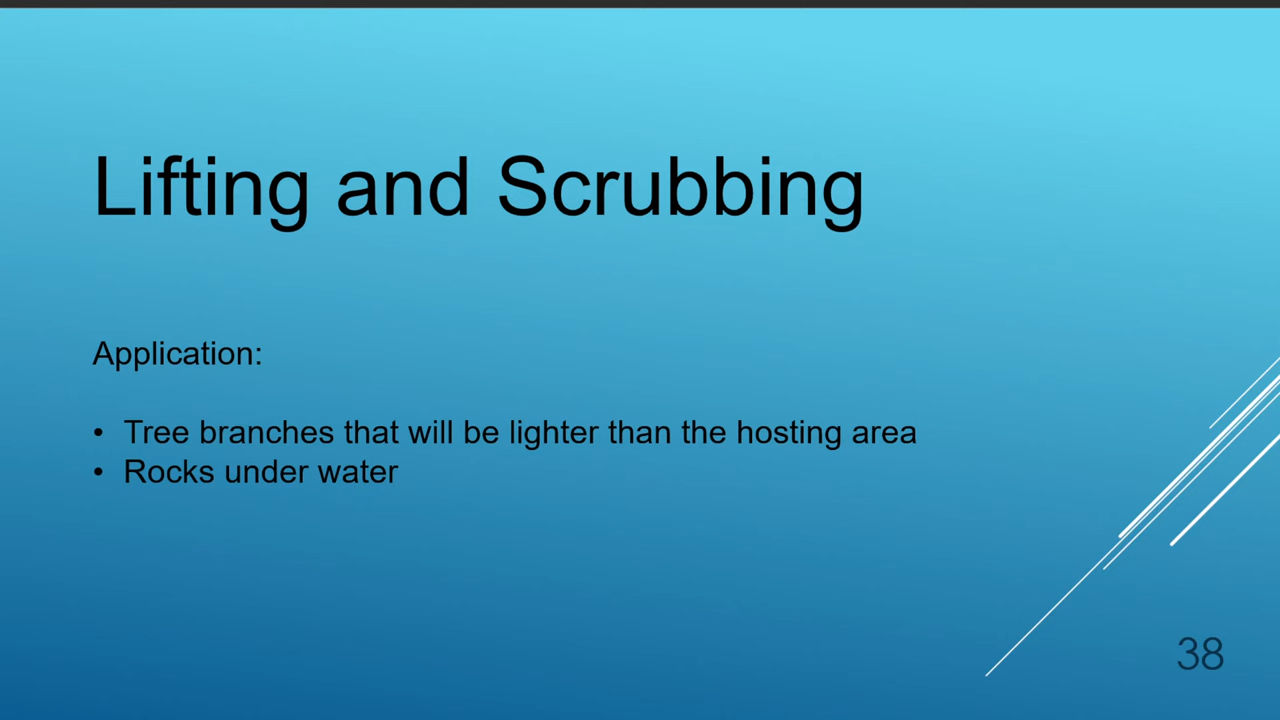 Lifting and Scrubbing
Application:
• Tree branches that will be lighter than the hosting area
• Rocks under water
38